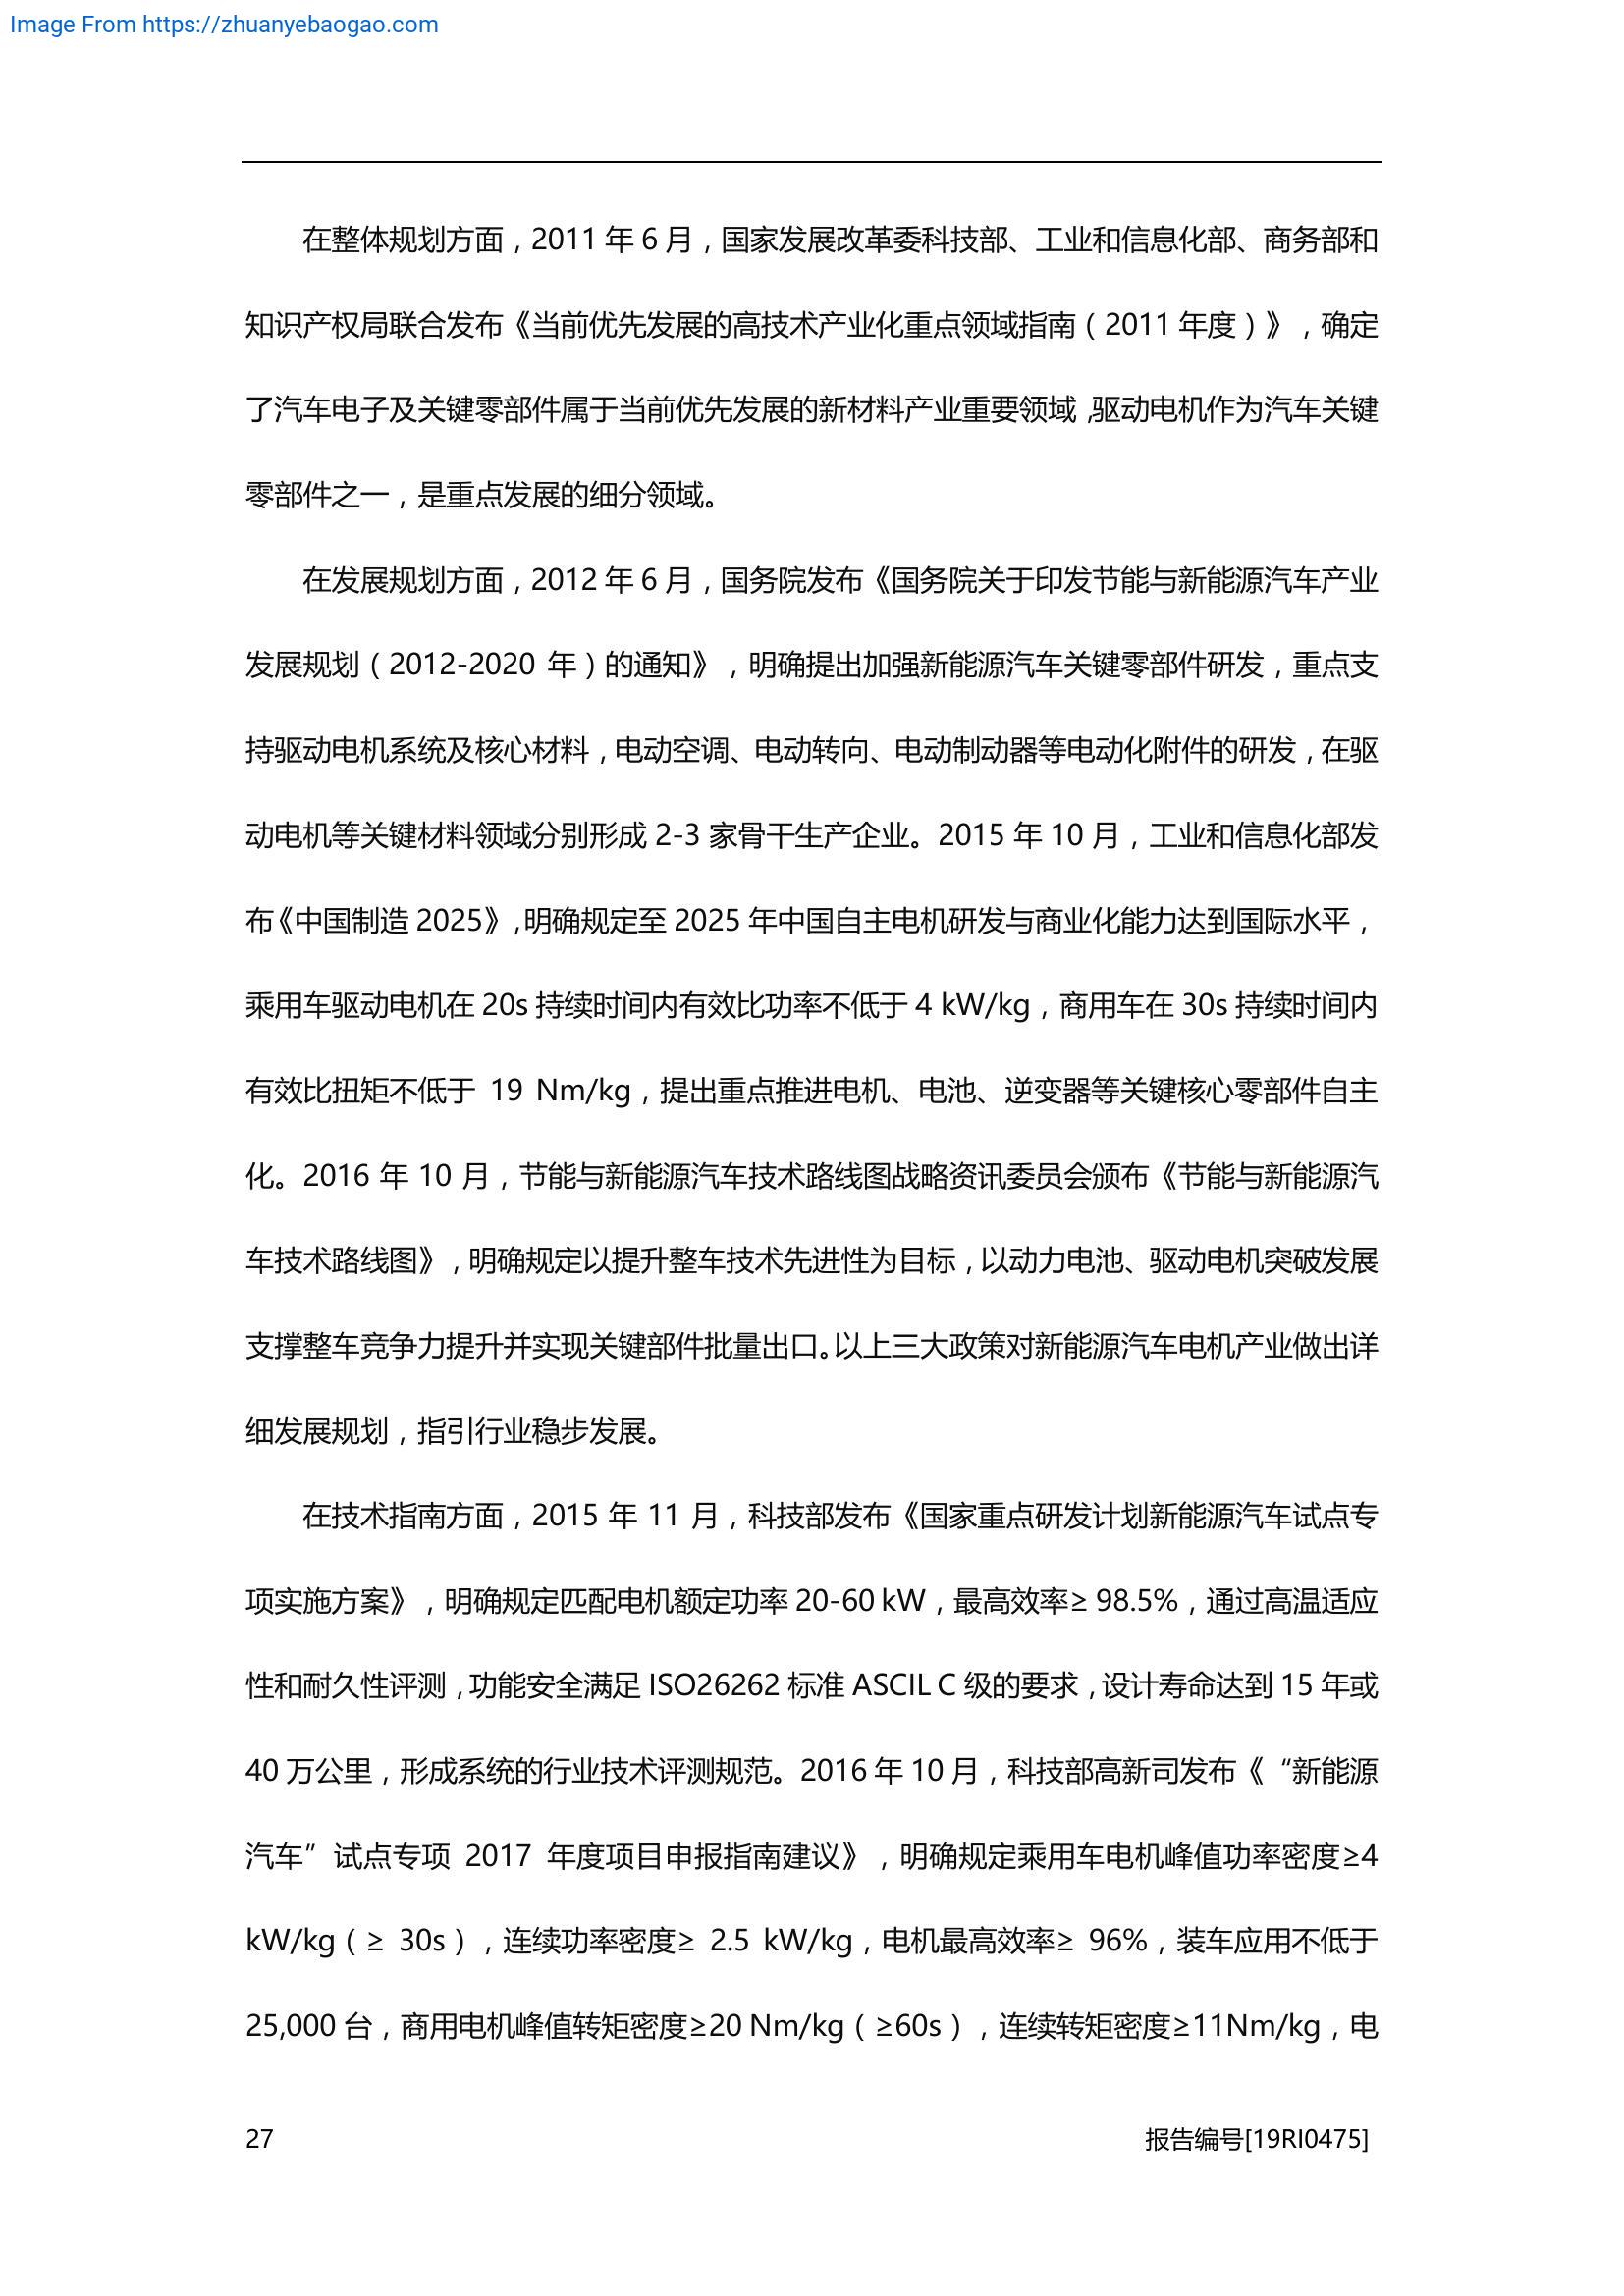 Image From https://zhuanyebaogao.com
在整体规划方面，2011 年 6 月，国家发展改革委科技部、工业和信息化部、商务部和
知识产权局联合发布《当前优先发展的高技术产业化重点领域指南（2011 年度）》，确定
了汽车电子及关键零部件属于当前优先发展的新材料产业重要领域，驱动电机作为汽车关键
零部件之一，是重点发展的细分领域。
在发展规划方面，2012 年 6 月，国务院发布《国务院关于印发节能与新能源汽车产业
发展规划（2012-2020 年）的通知》，明确提出加强新能源汽车关键零部件研发，重点支
持驱动电机系统及核心材料，电动空调、电动转向、电动制动器等电动化附件的研发，在驱
动电机等关键材料领域分别形成 2-3 家骨干生产企业。2015 年 10 月，工业和信息化部发
布《中国制造 2025》，明确规定至 2025 年中国自主电机研发与商业化能力达到国际水平，
乘用车驱动电机在 20s 持续时间内有效比功率不低于 4 kW/kg，商用车在 30s 持续时间内
有效比扭矩不低于 19 Nm/kg，提出重点推进电机、电池、逆变器等关键核心零部件自主
化。2016 年 10 月，节能与新能源汽车技术路线图战略资讯委员会颁布《节能与新能源汽
车技术路线图》，明确规定以提升整车技术先进性为目标，以动力电池、驱动电机突破发展
支撑整车竞争力提升并实现关键部件批量出口。以上三大政策对新能源汽车电机产业做出详
细发展规划，指引行业稳步发展。
在技术指南方面，2015 年 11 月，科技部发布《国家重点研发计划新能源汽车试点专
项实施方案》，明确规定匹配电机额定功率 20-60 kW，最高效率≥ 98.5%，通过高温适应
性和耐久性评测，功能安全满足 ISO26262 标准 ASCIL C 级的要求，设计寿命达到 15 年或
40 万公里，形成系统的行业技术评测规范。2016 年 10 月，科技部高新司发布《“新能源
汽车”试点专项 2017 年度项目申报指南建议》，明确规定乘用车电机峰值功率密度≥4
kW/kg（≥ 30s），连续功率密度≥ 2.5 kW/kg，电机最高效率≥ 96%，装车应用不低于
25,000 台，商用电机峰值转矩密度≥20 Nm/kg（≥60s），连续转矩密度≥11Nm/kg，电
27
报告编号[19RI0475]